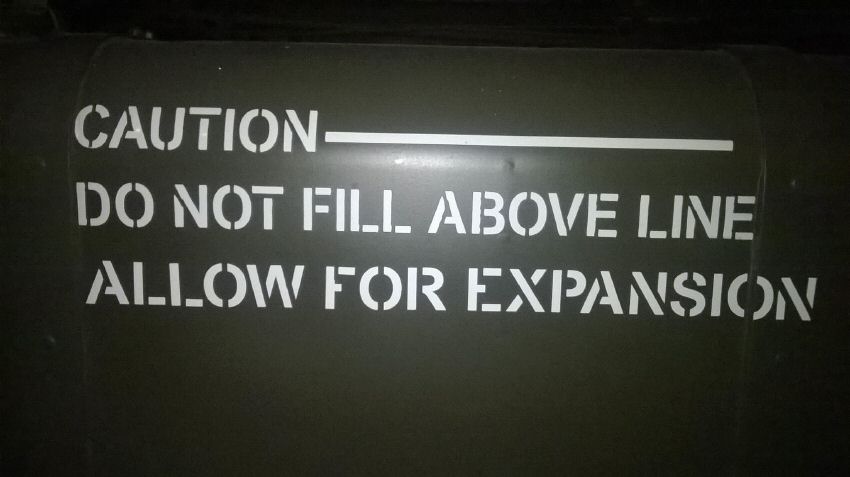 CAUTION
DO NOT FILL ABOVE LINE
ALLOW FOR EXPANSION